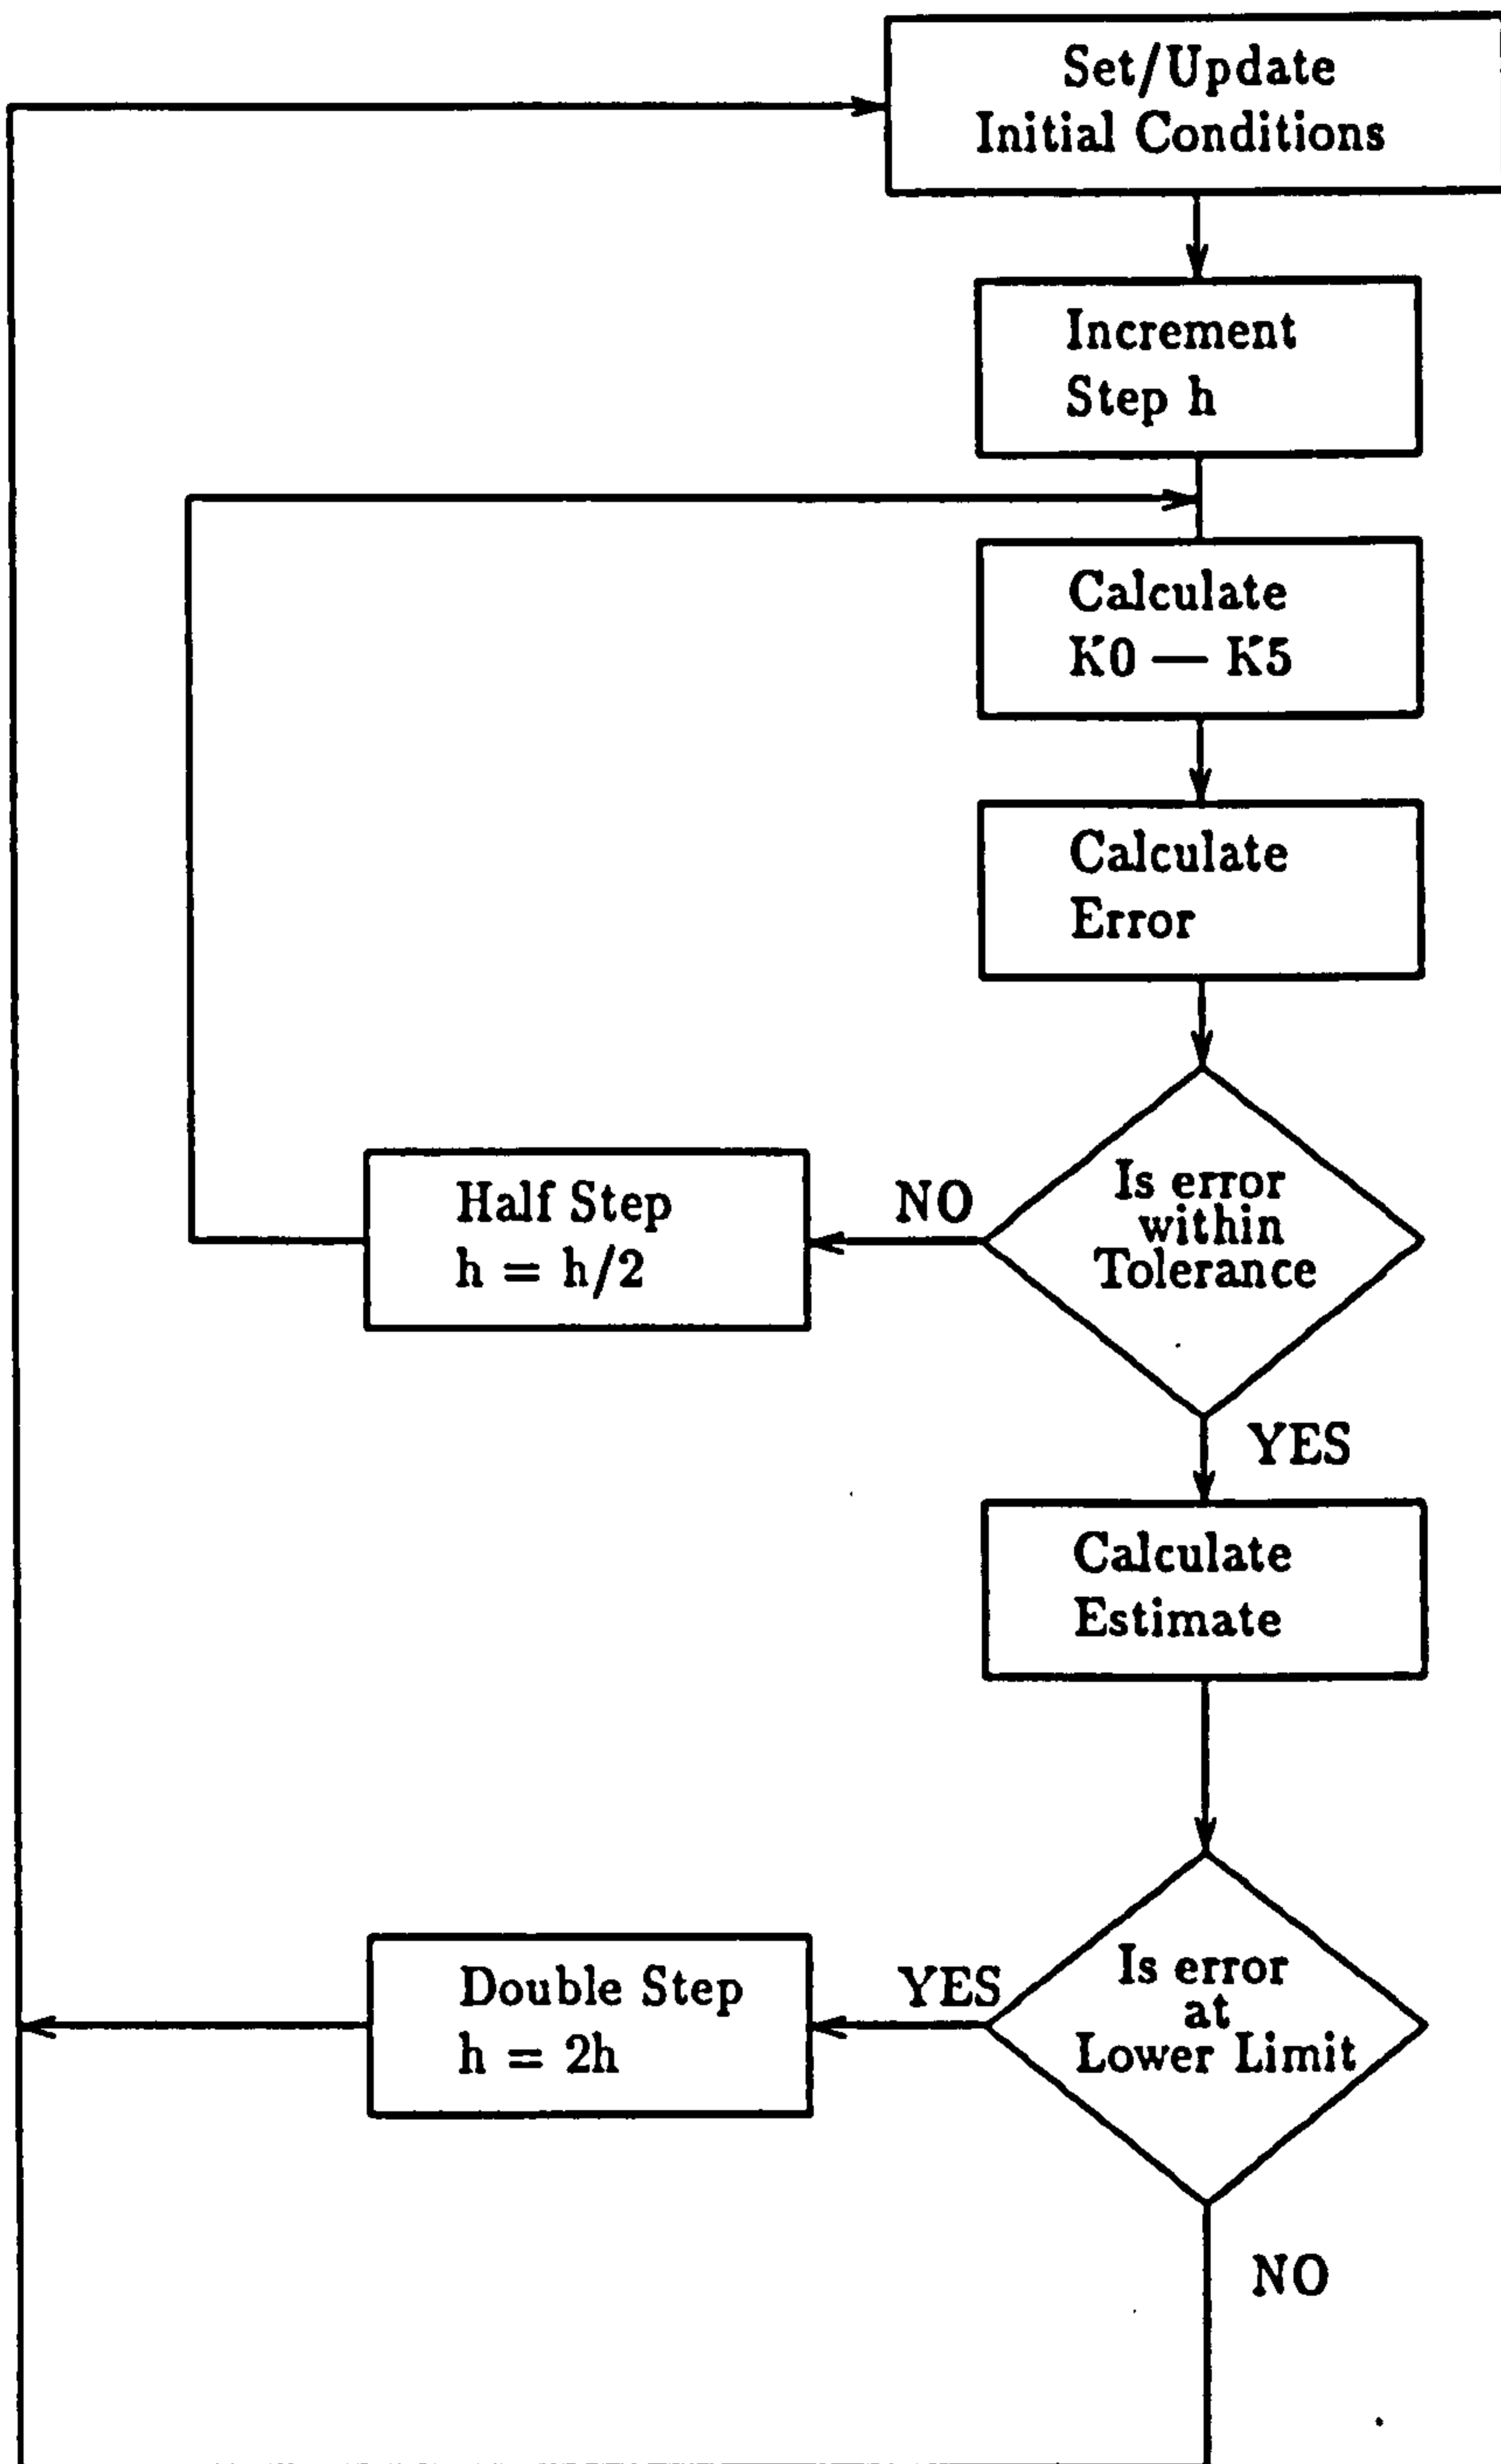 Set/Update
Initial Conditions
Increment
Step h
Calculate
K0 — K5
Calculate
Error
Is error
within
Tolerance
NO
Half Step
h = h/2
YES
Calculate
Estimate
Is error
at
Lower Limit
YES
Double Step
h = 2h
NO